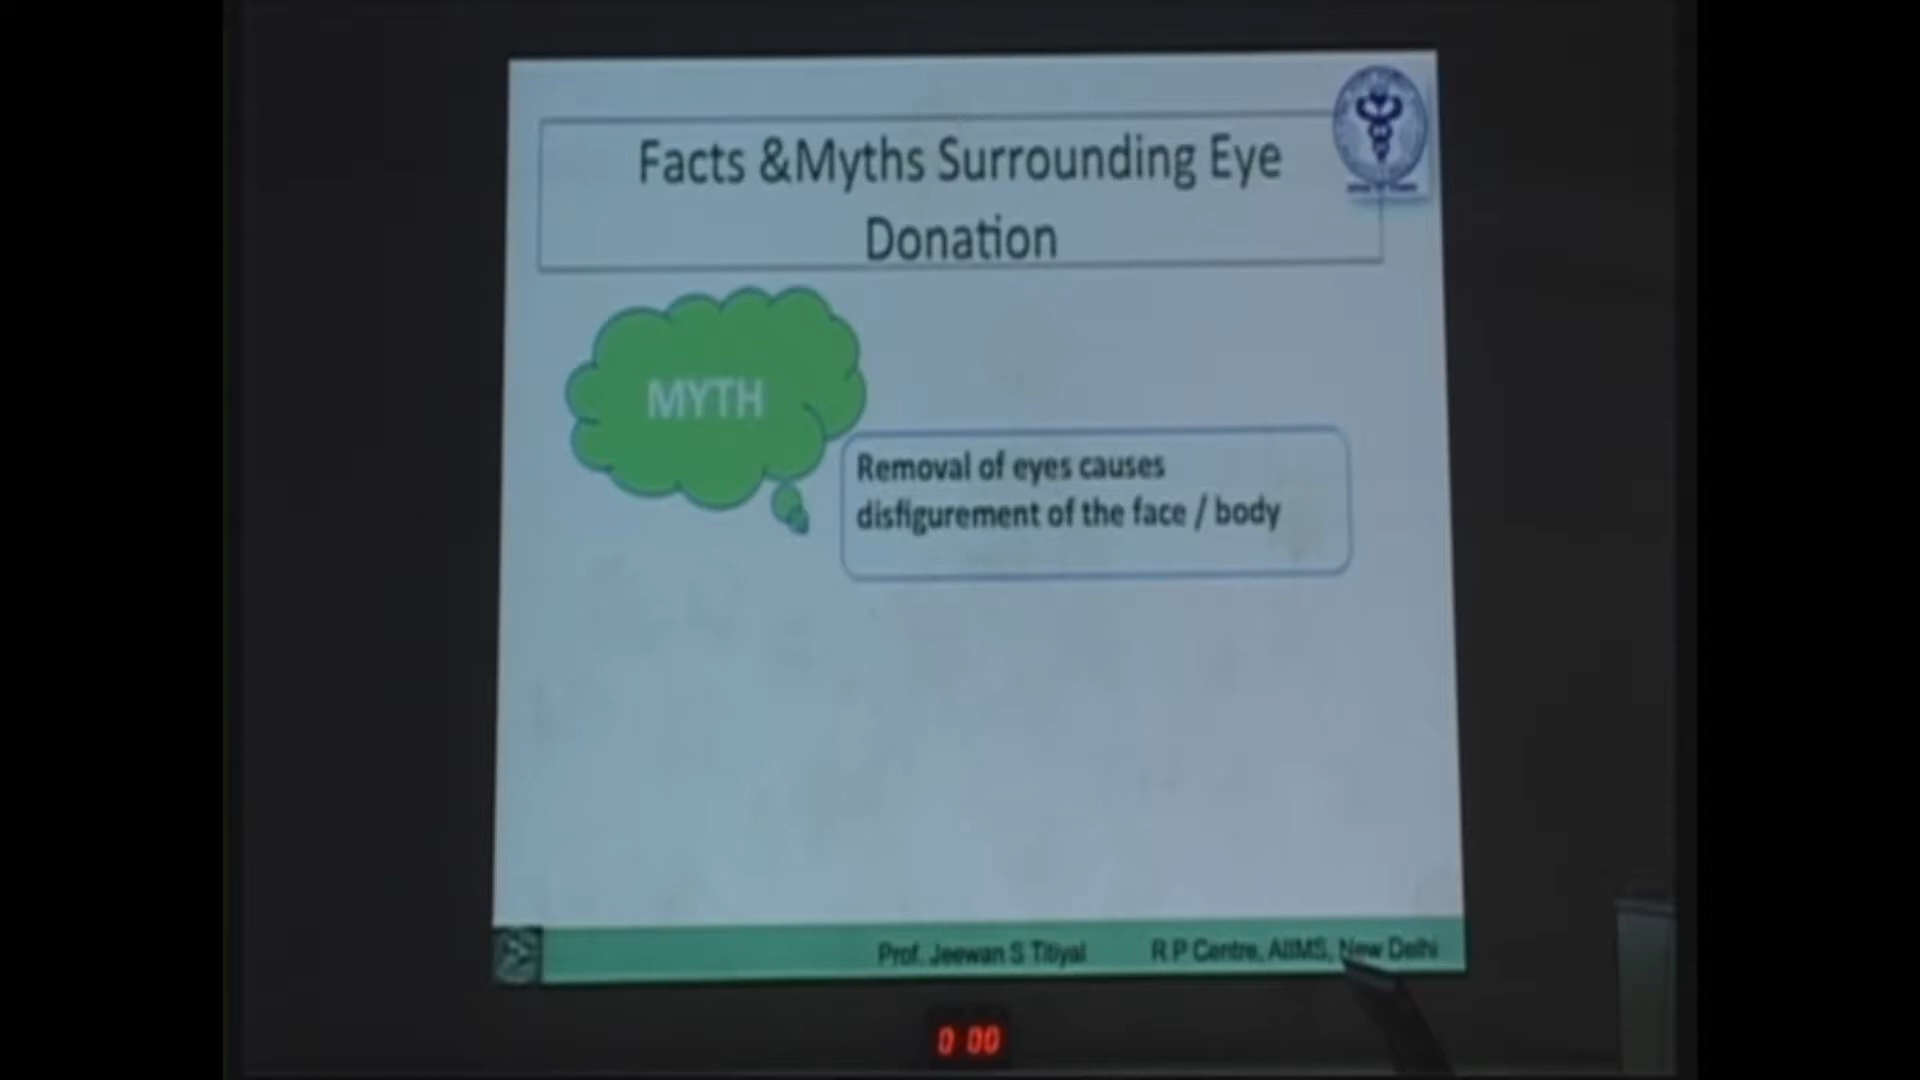 Facts &Myths Surrounding Eye
Donation
MYTH
Removal of eyes causes
disfigurement of the face / body
Prof. Jeewan S Titiyal R P Centre, AIIMS, New Delhi
0 00